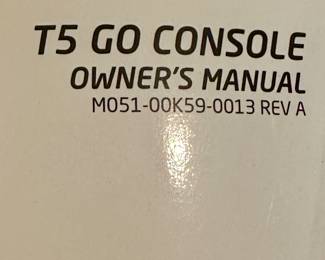 T5 GO CONSOLE
OWNER'S MANUAL
M051-00K59-0013 REV A